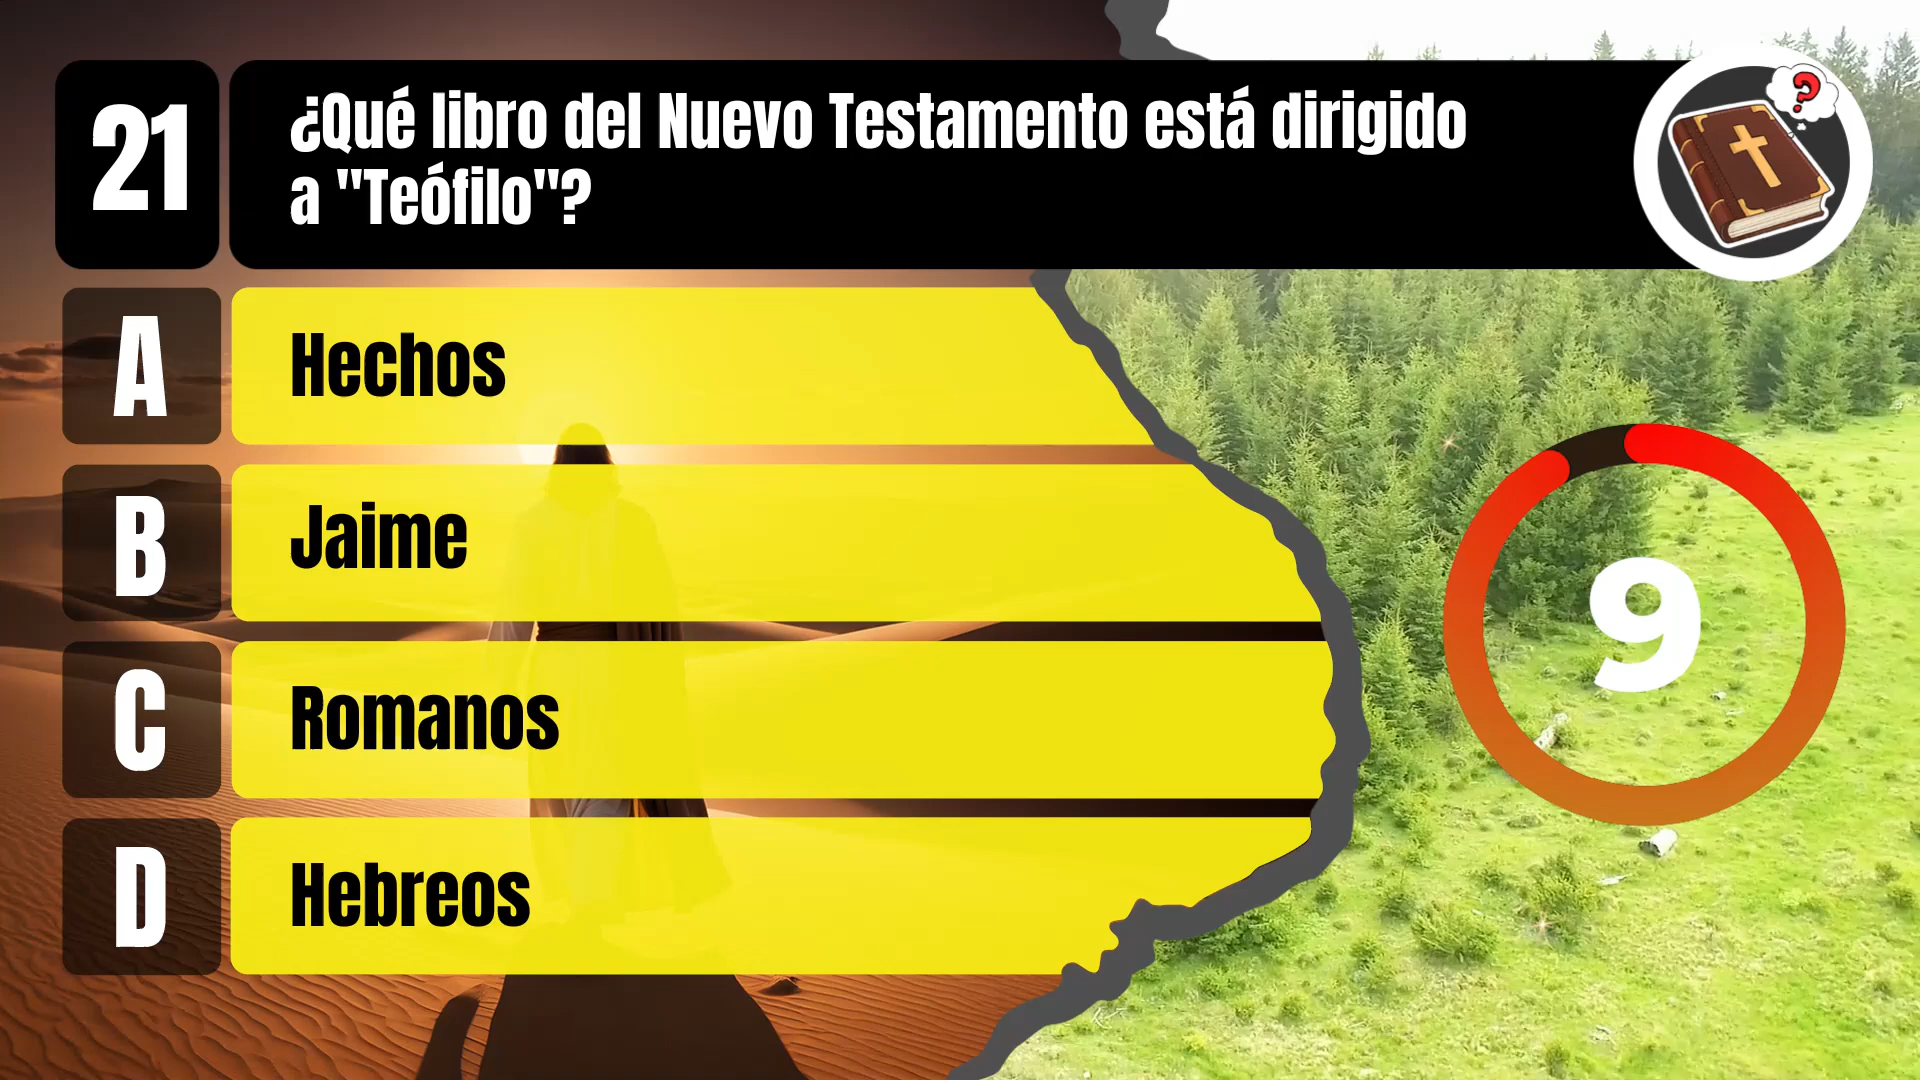 21
¿Qué libro del Nuevo Testamento está dirigido
a "Teófilo"?
A
Hechos
B
Jaime
C
Romanos
D
Hebreos
9
?